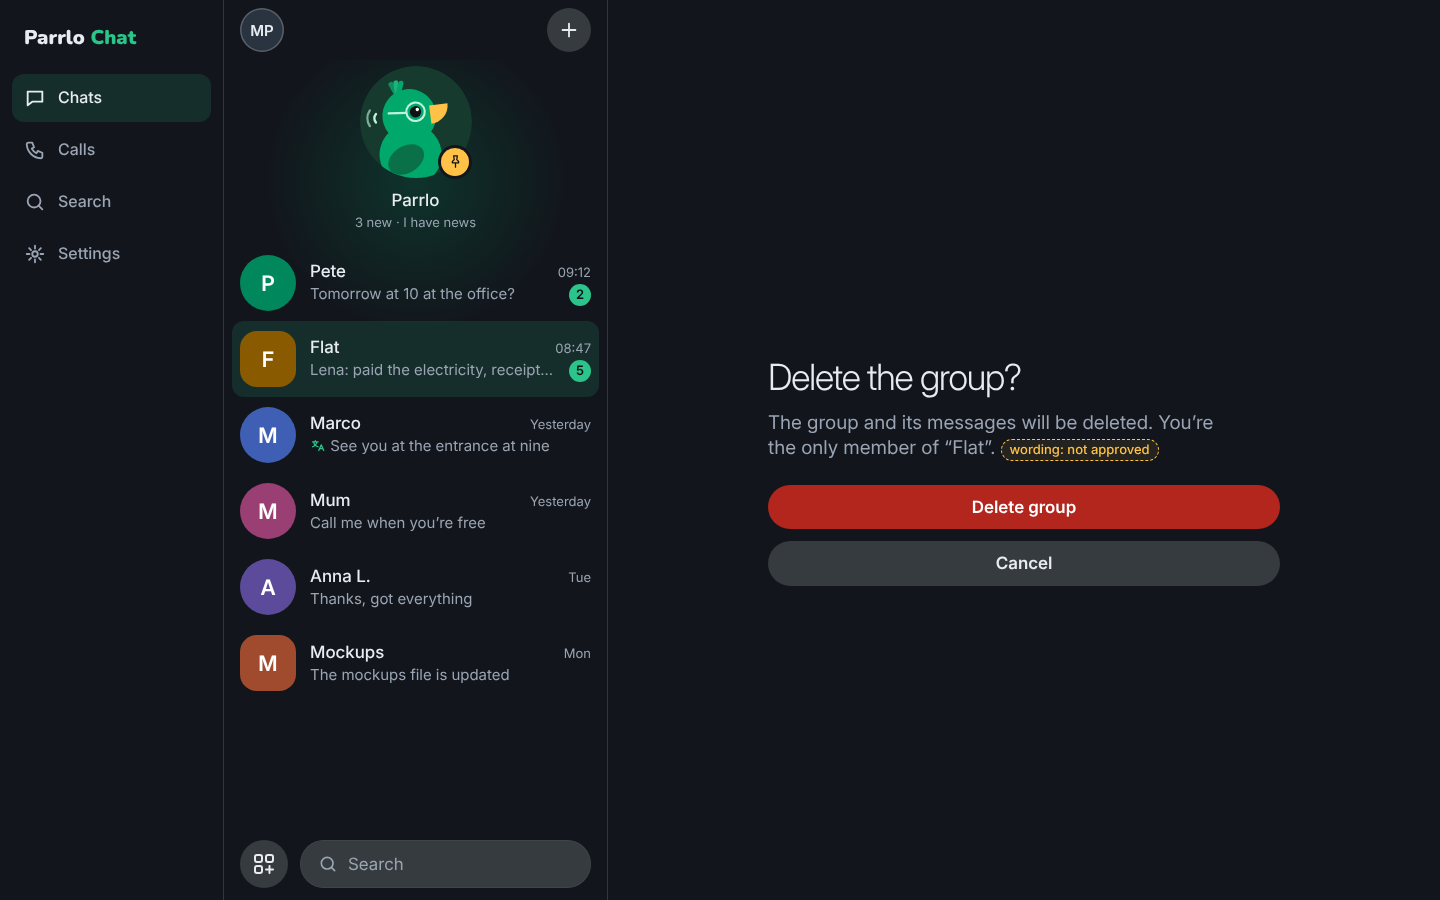 Parrlo Chat
Chats
Calls
Search
Settings
MP
Parrlo
3 new · I have news
P
Pete
09:12
Tomorrow at 10 at the office?
2
F
Flat
08:47
Lena: paid the electricity, receipt...
5
M
Marco
Yesterday
See you at the entrance at nine
M
Mum
Yesterday
Call me when you’re free
A
Anna L.
Tue
Thanks, got everything
M
Mockups
Mon
The mockups file is updated
Search
Delete the group?
The group and its messages will be deleted. You’re
the only member of “Flat”. wording: not approved
Delete group
Cancel